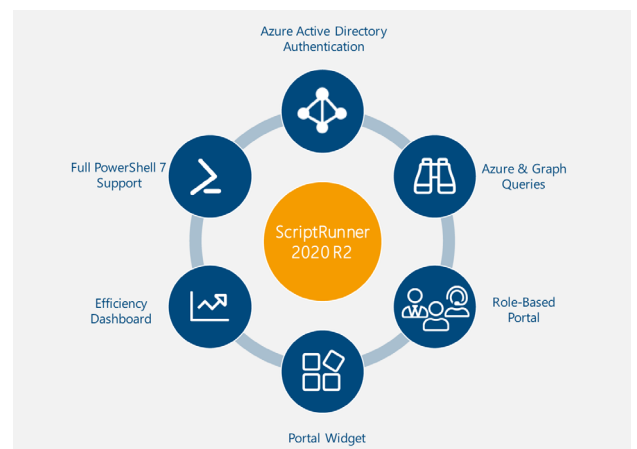 Azure Active Directory
Authentication
Full PowerShell 7
Support
Azure & Graph
Queries
ScriptRunner
2020 R2
Efficiency
Dashboard
Role-Based
Portal
Portal Widget